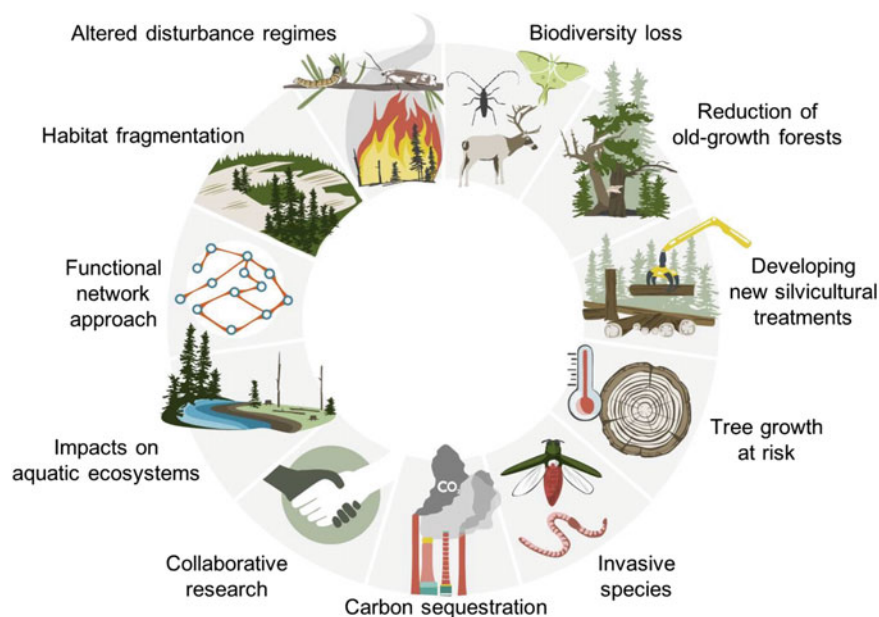 Altered disturbance regimes
Biodiversity loss
Reduction of
old-growth forests
Habitat fragmentation
Developing
new silvicultural
treatments
Functional
network
approach
Tree growth
at risk
Impacts on
aquatic ecosystems
CO
Invasive
species
Collaborative
research
Carbon sequestration